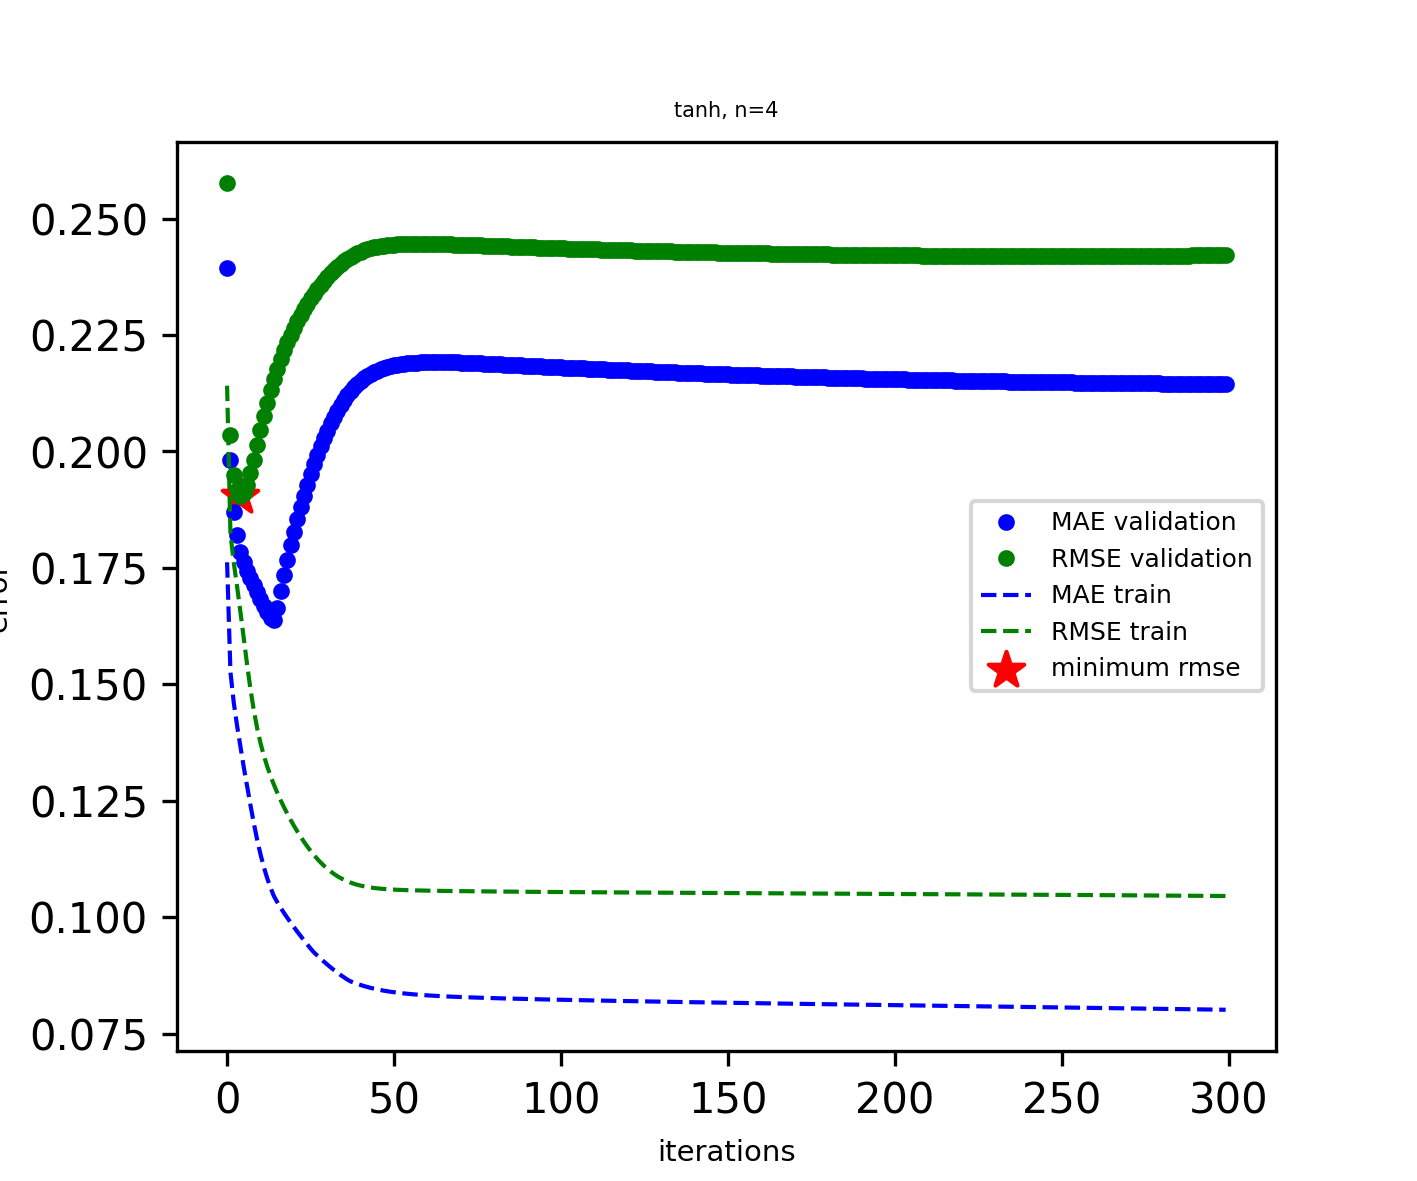 tanh, n=4
0.250
0.225
0.200
0.175
0.150
0.125
0.100
0.075
MAE validation
RMSE validation
MAE train
RMSE train
minimum rmse
0 50 100 150 200 250 300
iterations